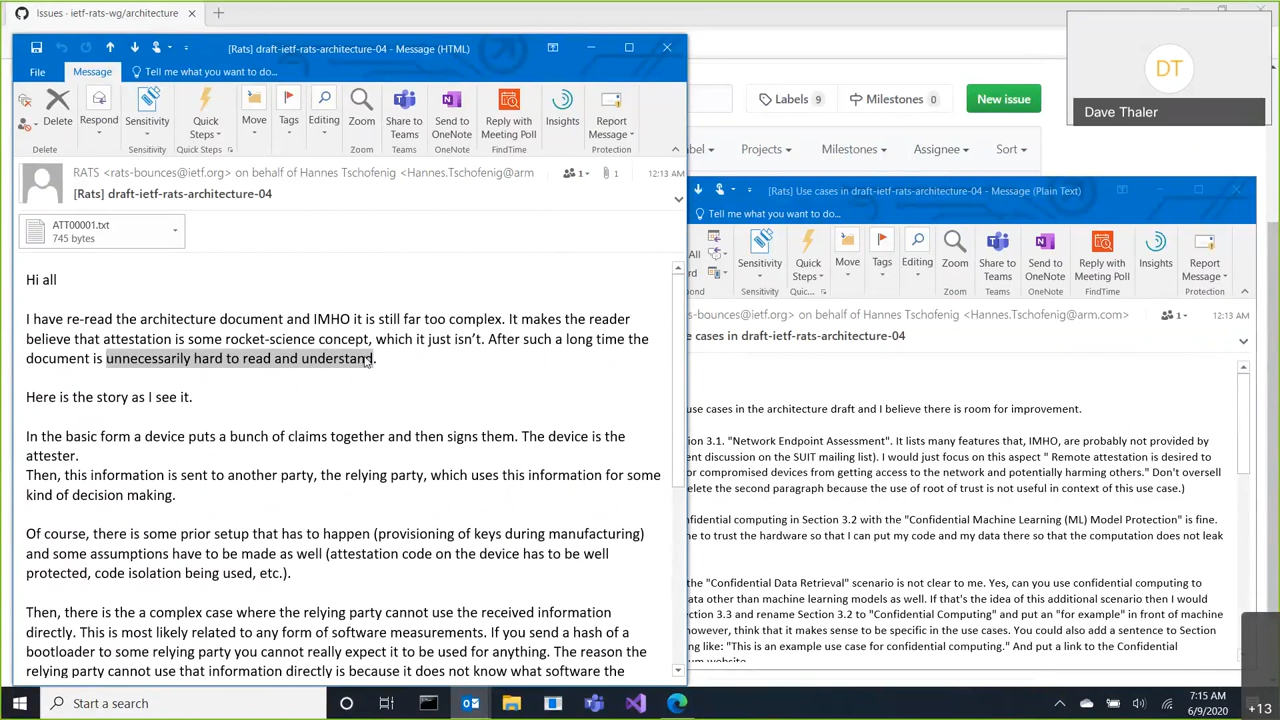 Issues · ietf-rats-wg/architecture
[Rats] draft-ietf-rats-architecture-04 - Message (HTML)
File
Message
Tell me what you want to do...
Delete
Respond
Sensitivity
Quick Steps
Move
Tags
Editing
Zoom
Share to Teams
Send to OneNote
Reply with Meeting Poll
Insights
Report Message
Delete
Sensitivity
Quick Steps
Zoom
Teams
OneNote
FindTime
Protection
RATS <rats-bounces@ietf.org> on behalf of Hannes Tschofenig <Hannes.Tschofenig@arm
1
1
12:13 AM
[Rats] draft-ietf-rats-architecture-04
ATT00001.txt
745 bytes
Hi all
I have re-read the architecture document and IMHO it is still far too complex. It makes the reader
believe that attestation is some rocket-science concept, which it just isn't. After such a long time the
document is unnecessarily hard to read and understand.
Here is the story as I see it.
In the basic form a device puts a bunch of claims together and then signs them. The device is the
attester.
Then, this information is sent to another party, the relying party, which uses this information for some
kind of decision making.
Of course, there is some prior setup that has to happen (provisioning of keys during manufacturing)
and some assumptions have to be made as well (attestation code on the device has to be well
protected, code isolation being used, etc.).
Then, there is the a complex case where the relying party cannot use the received information
directly. This is most likely related to any form of software measurements. If you send a hash of a
bootloader to some relying party you cannot really expect it to be used for anything. The reason the
relying party cannot use that information directly is because it does not know what software the
Labels 9
Milestones 0
New issue
DT
Dave Thaler
bel
Projects
Milestones
Assignee
Sort
[Rats] Use cases in draft-ietf-rats-architecture-04 - Message (Plain Text)
Tell me what you want to do...
All
rd
ond
Sensitivity
Quick Steps
Move
Tags
Editing
Zoom
Share to Teams
Send to OneNote
Reply with Meeting Poll
Insights
Report Message
Sensitivity
Quic
Zoom
Teams
OneNote
FindTime
Protection
s-bounces@ietf.org> on behalf of Hannes Tschofenig <Hannes.Tschofenig@arm.com>
1
12:13 AM
e cases in draft-ietf-rats-architecture-04
use cases in the architecture draft and I believe there is room for improvement.
ion 3.1. "Network Endpoint Assessment". It lists many features that, IMHO, are probably not provided by
ent discussion on the SUIT mailing list). I would just focus on this aspect " Remote attestation is desired to
or compromised devices from getting access to the network and potentially harming others." Don't oversell
elete the second paragraph because the use of root of trust is not useful in context of this use case.)
nfidential computing in Section 3.2 with the "Confidential Machine Learning (ML) Model Protection" is fine.
ne to trust the hardware so that I can put my code and my data there so that the computation does not leak
the "Confidential Data Retrieval" scenario is not clear to me. Yes, can you use confidential computing to
ata other than machine learning models as well. If that's the idea of this additional scenario then I would
ction 3.3 and rename Section 3.2 to "Confidential Computing" and put an "for example" in front of machine
however, think that it makes sense to be specific in the use cases. You could also add a sentence to Section
ng like: "This is an example use case for confidential computing." And put a link to the Confidential
um website.
Start a search
7:15 AM
6/9/2020
+13